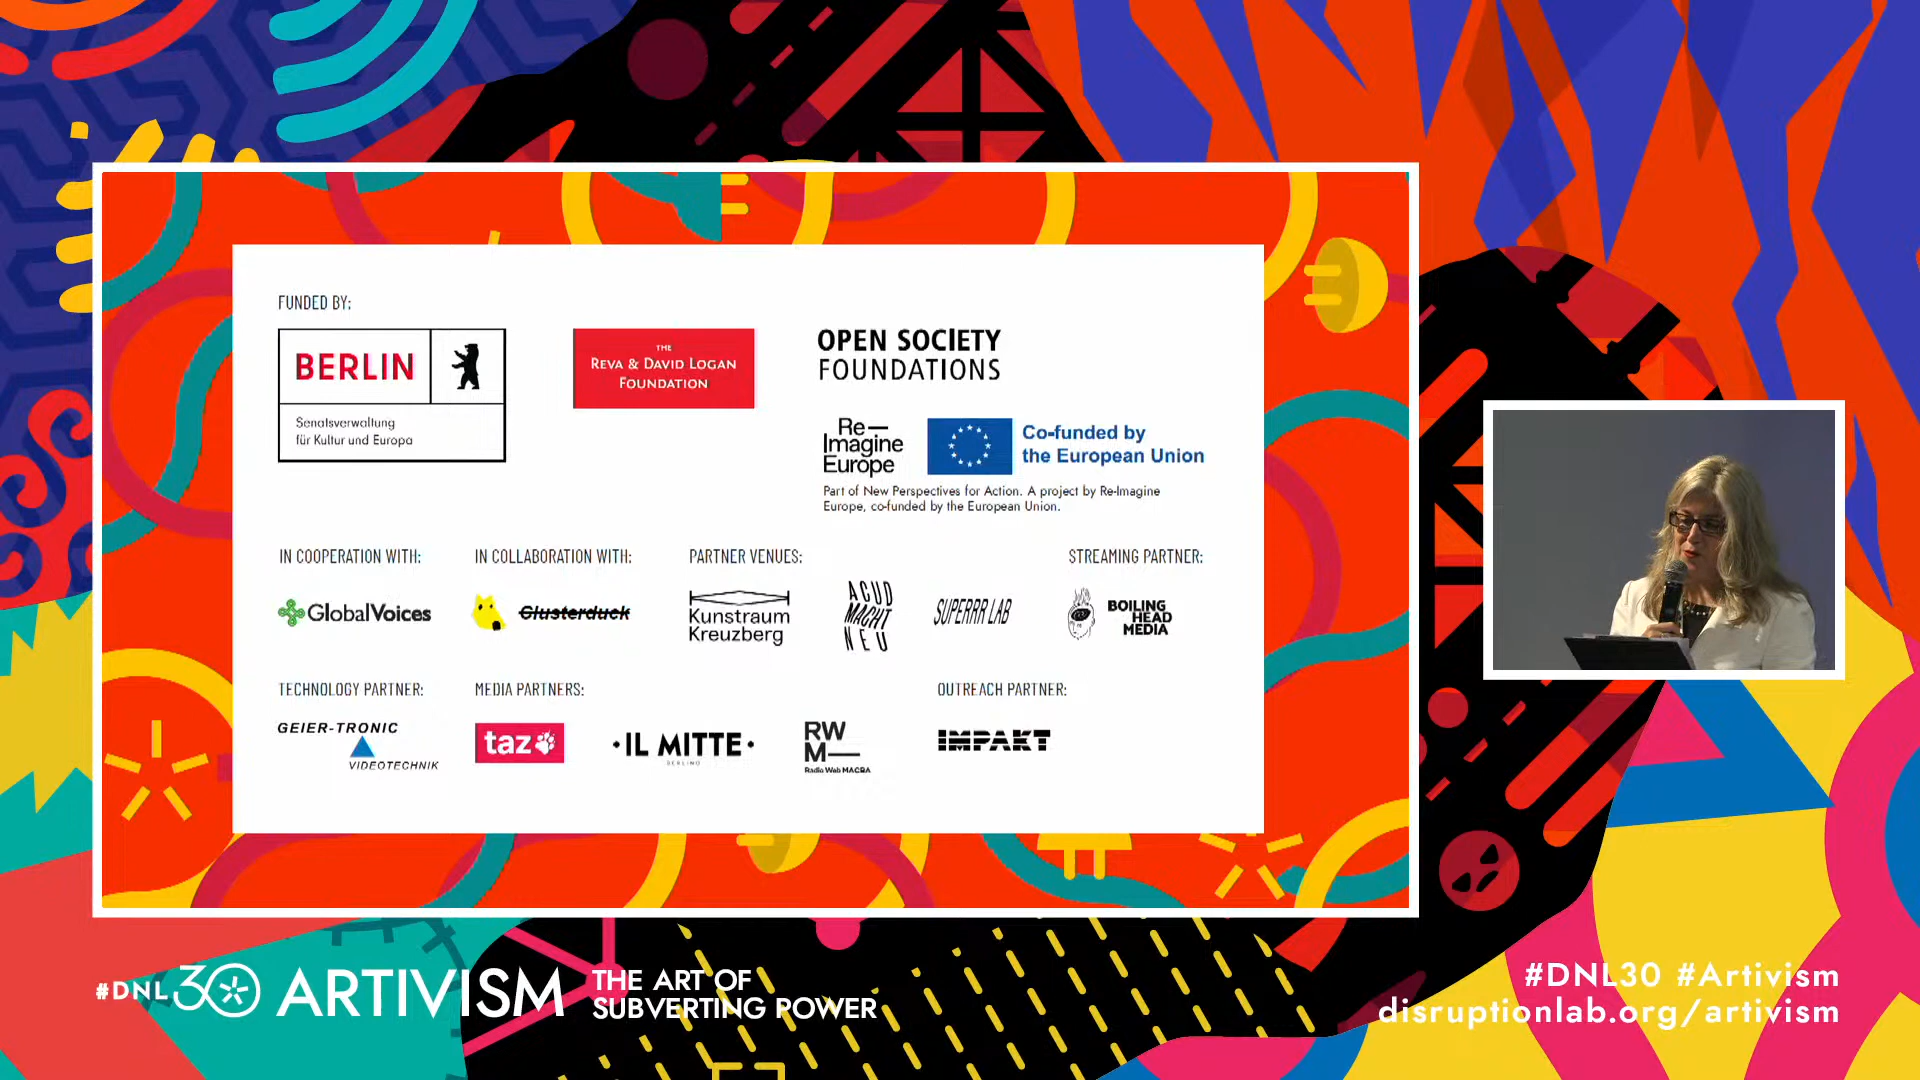 FUNDED BY:
BERLIN
Senatsverwaltung
für Kultur und Europa
THE
REVA & DAVID LOGAN
FOUNDATION
OPEN SOCIETY
FOUNDATIONS
Re—
Imagine
Europe
Co-funded by
the European Union
Part of New Perspectives for Action. A project by Re-Imagine
Europe, co-funded by the European Union.
IN COOPERATION WITH:
GlobalVoices
IN COLLABORATION WITH:
Clusterduck
PARTNER VENUES:
Kunstraum
Kreuzberg
ACUD
MACHT
NEU
SUPERRR LAB
STREAMING PARTNER:
BOILING
HEAD
MEDIA
TECHNOLOGY PARTNER:
GEIER-TRONIC
VIDEOTECHNIK
MEDIA PARTNERS:
taz
·IL MITTE·
BERLINO
RW
M—
Radio Web MACBA
OUTREACH PARTNER:
IMPAKT
#DNL30 ARTIVISM
THE ART OF
SUBVERTING POWER
#DNL30 #Artivism
disruptionlab.org/artivism